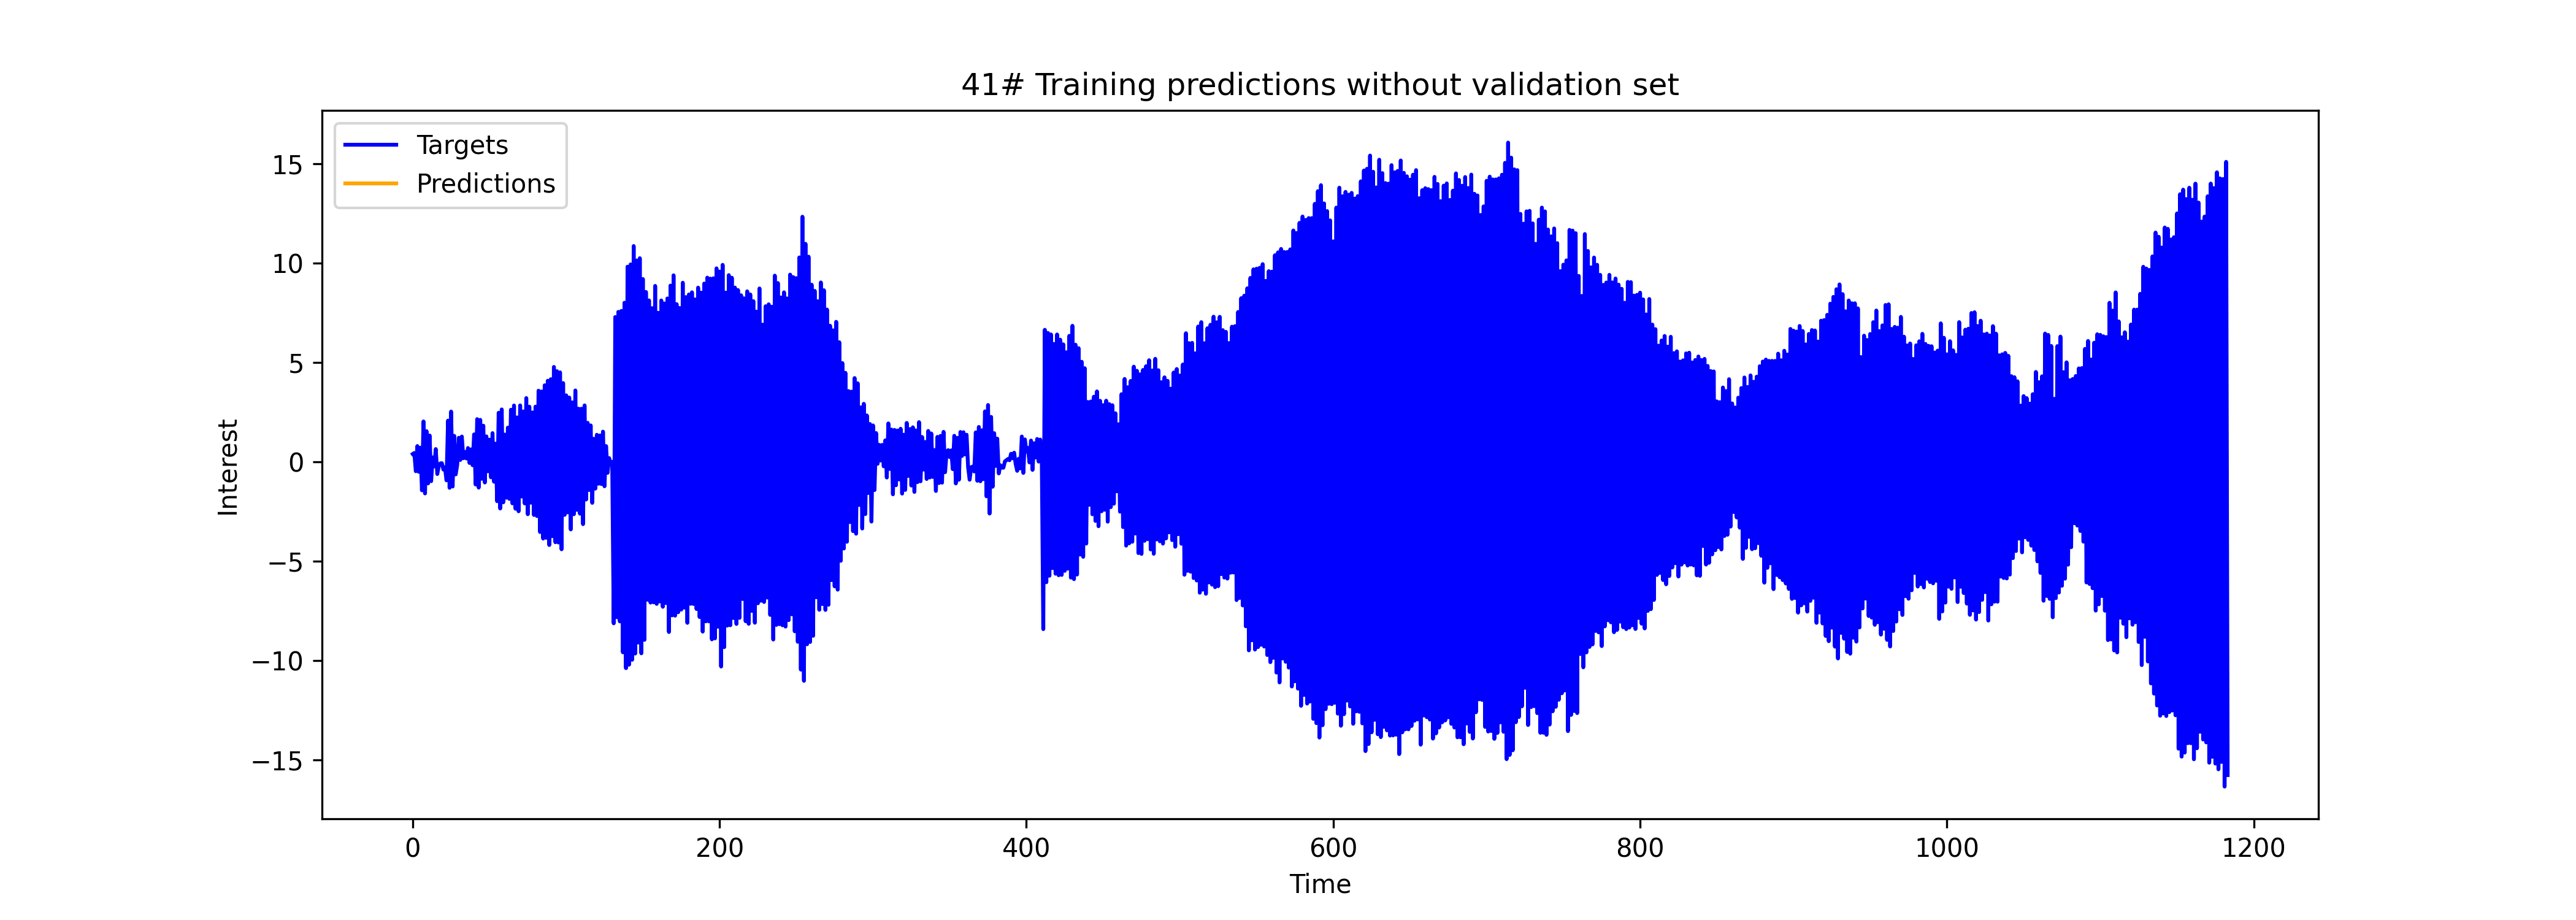 41# Training predictions without validation set
Targets
Predictions
Interest
15
10
5
0
−5
−10
−15
0 200 400 600 800 1000 1200
Time